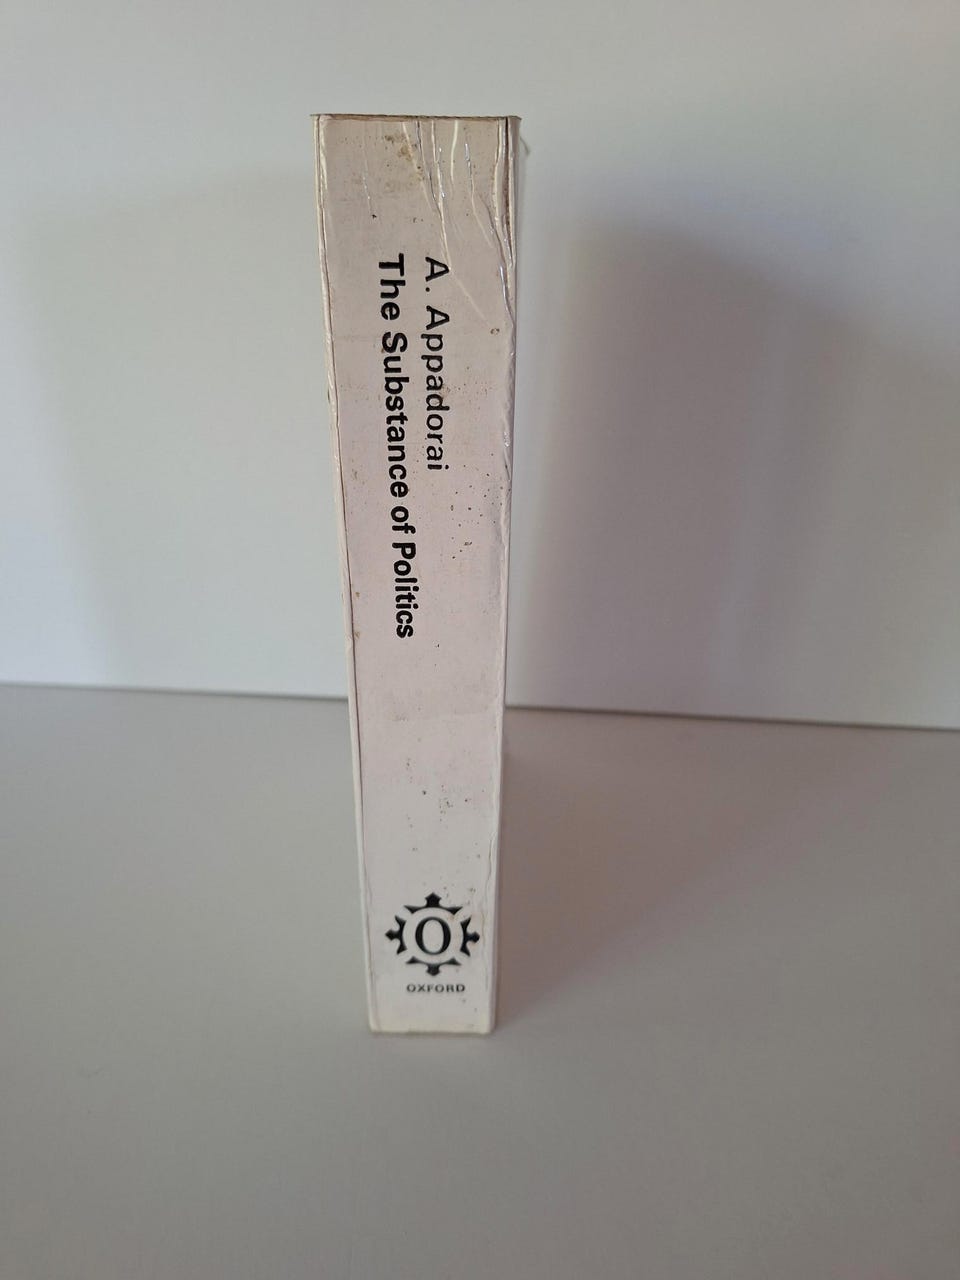 A. Appadorai
The Substance of Politics
O
OXFORD